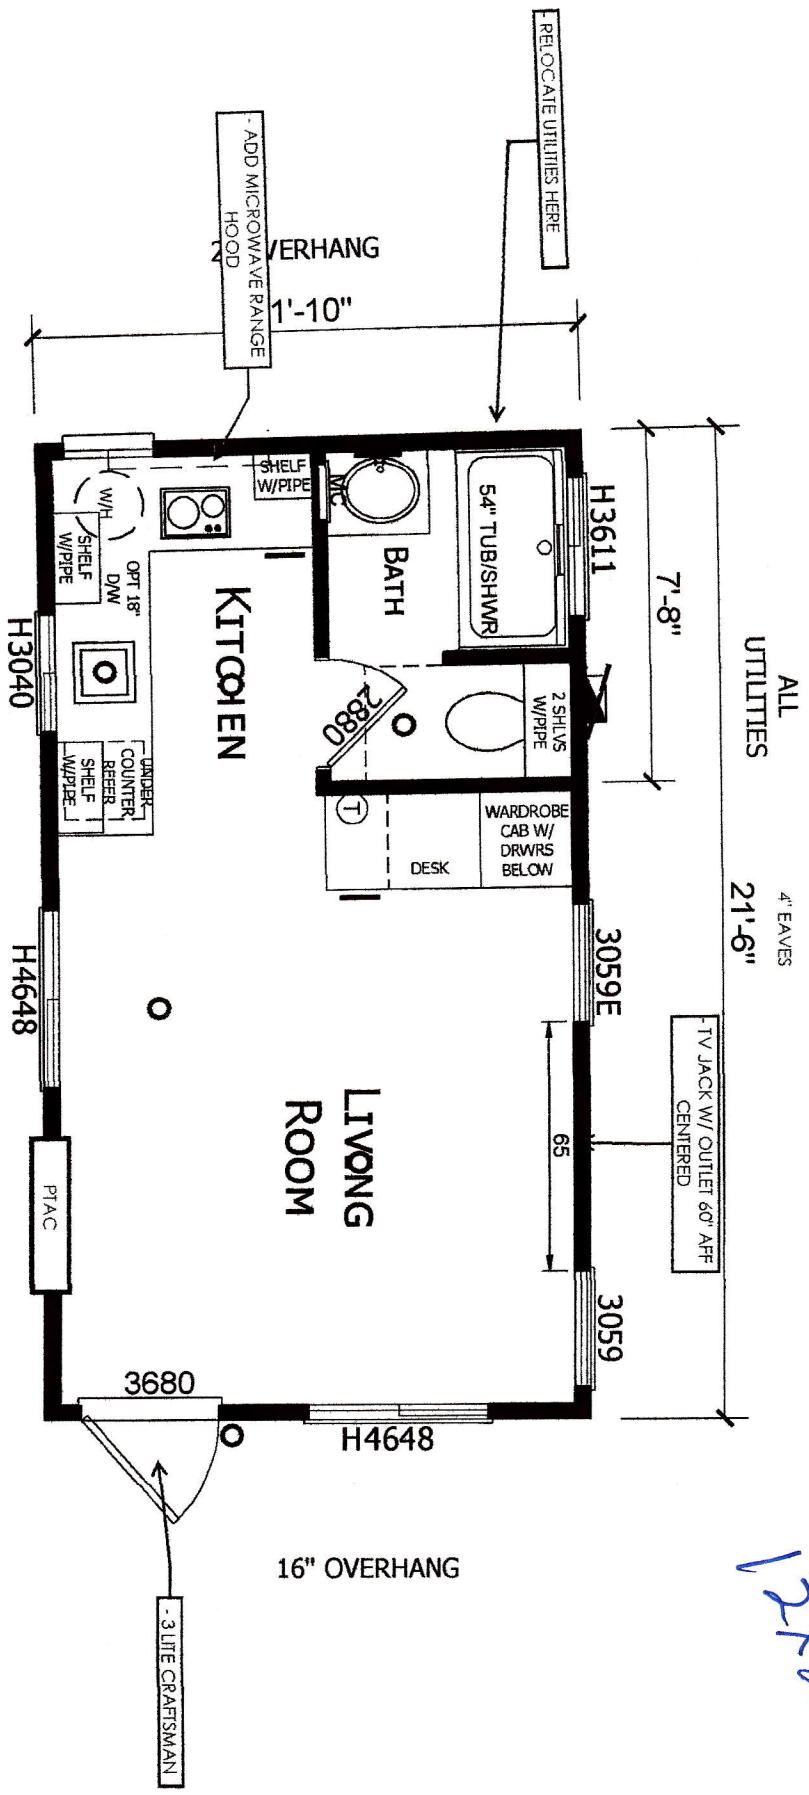 - RELOCATE UTILITIES HERE
- ADD MICROWAVE RANGE
HOOD
VERHANG
1'-10"
ALL
UTILITIES
4" EAVES
21'-6"
7'-8"
H3611
54" TUB/SHWR
BATH
MC
SHELF
W/PIPE
W/H
SHELF
W/PIPE
OPT 18"
D/W
KITCHEN
H3040
2880
2 SHLVS
W/PIPE
UNDER
COUNTER
REFER
SHELF
W/PIPE
T
DESK
WARDROBE
CAB W/
DRWRS
BELOW
3059E
- TV JACK W/ OUTLET 60" AFF
CENTERED
65
H4648
LIVING
ROOM
PTAC
3059
3680
H4648
16" OVERHANG
- 3 LITE CRAFTSMAN